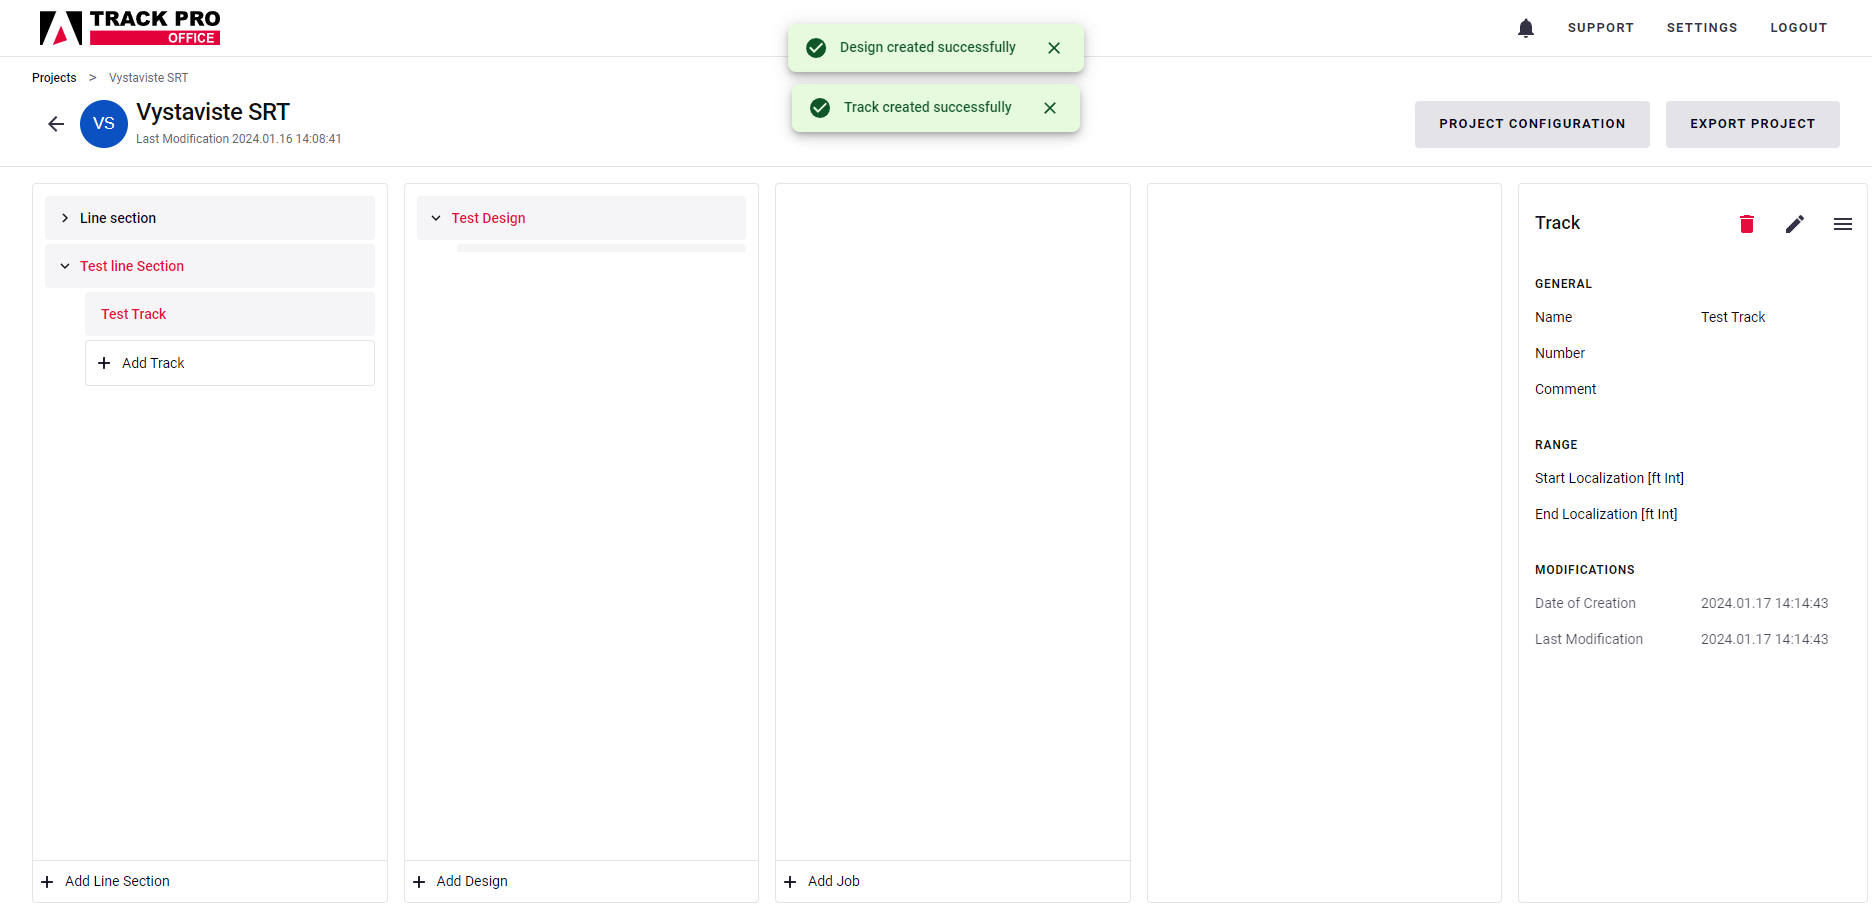 TRACK PRO
OFFICE
Design created successfully
Track created successfully
SUPPORT
SETTINGS
LOGOUT
Projects > Vystaviste SRT
VS
Vystaviste SRT
Last Modification 2024.01.16 14:08:41
PROJECT CONFIGURATION
EXPORT PROJECT
Line section
Test line Section
Test Track
Add Track
Add Line Section
Test Design
Add Design
Add Job
Track
GENERAL
Name Test Track
Number
Comment
RANGE
Start Localization [ft Int]
End Localization [ft Int]
MODIFICATIONS
Date of Creation 2024.01.17 14:14:43
Last Modification 2024.01.17 14:14:43